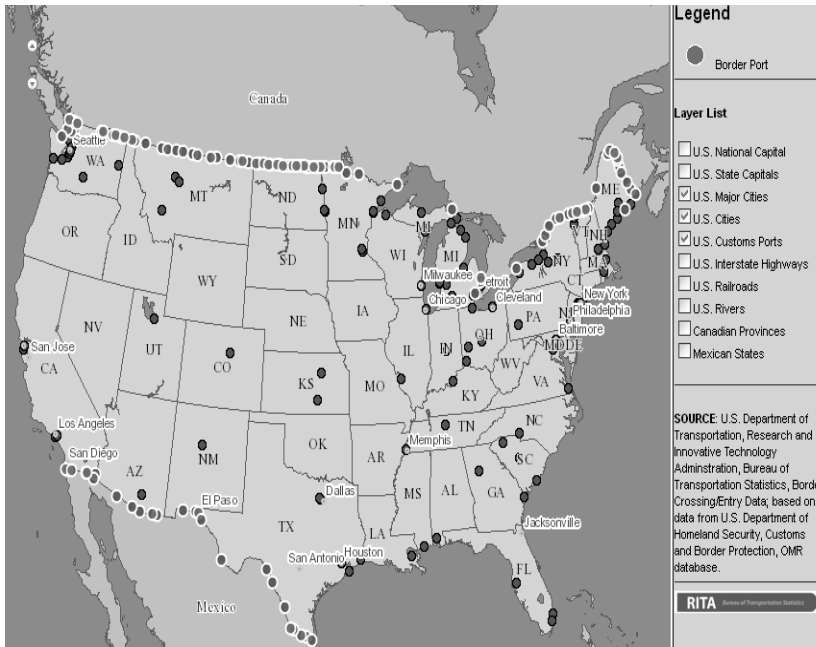 Canada
Seattle
WA
MT
ND
MN
ME
OR
ID
SD
WI
MI
MI
VT
NH
NY
MA
CT
WY
Milwaukee
Detroit
Chicago
Cleveland
New York
Philadelphia
Baltimore
IA
NE
PA
NJ
NV
UT
CO
IL
IN
OH
WV
MD
DE
San Jose
CA
KS
MO
KY
VA
Los Angeles
San Diego
AZ
NM
OK
AR
Memphis
TN
NC
SC
El Paso
Dallas
TX
MS
AL
GA
LA
Jacksonville
San Antonio
Houston
FL
Mexico
Legend
Border Port
Layer List
U.S. National Capital
U.S. State Capitals
U.S. Major Cities
U.S. Cities
U.S. Customs Ports
U.S. Interstate Highways
U.S. Railroads
U.S. Rivers
Canadian Provinces
Mexican States
SOURCE: U.S. Department of
Transportation, Research and
Innovative Technology
Adminstration, Bureau of
Transportation Statistics, Borde
Crossing/Entry Data; based on
data from U.S. Department of
Homeland Security, Customs
and Border Protection, OMR
database.
RITA Bureau of Transportation Statistics